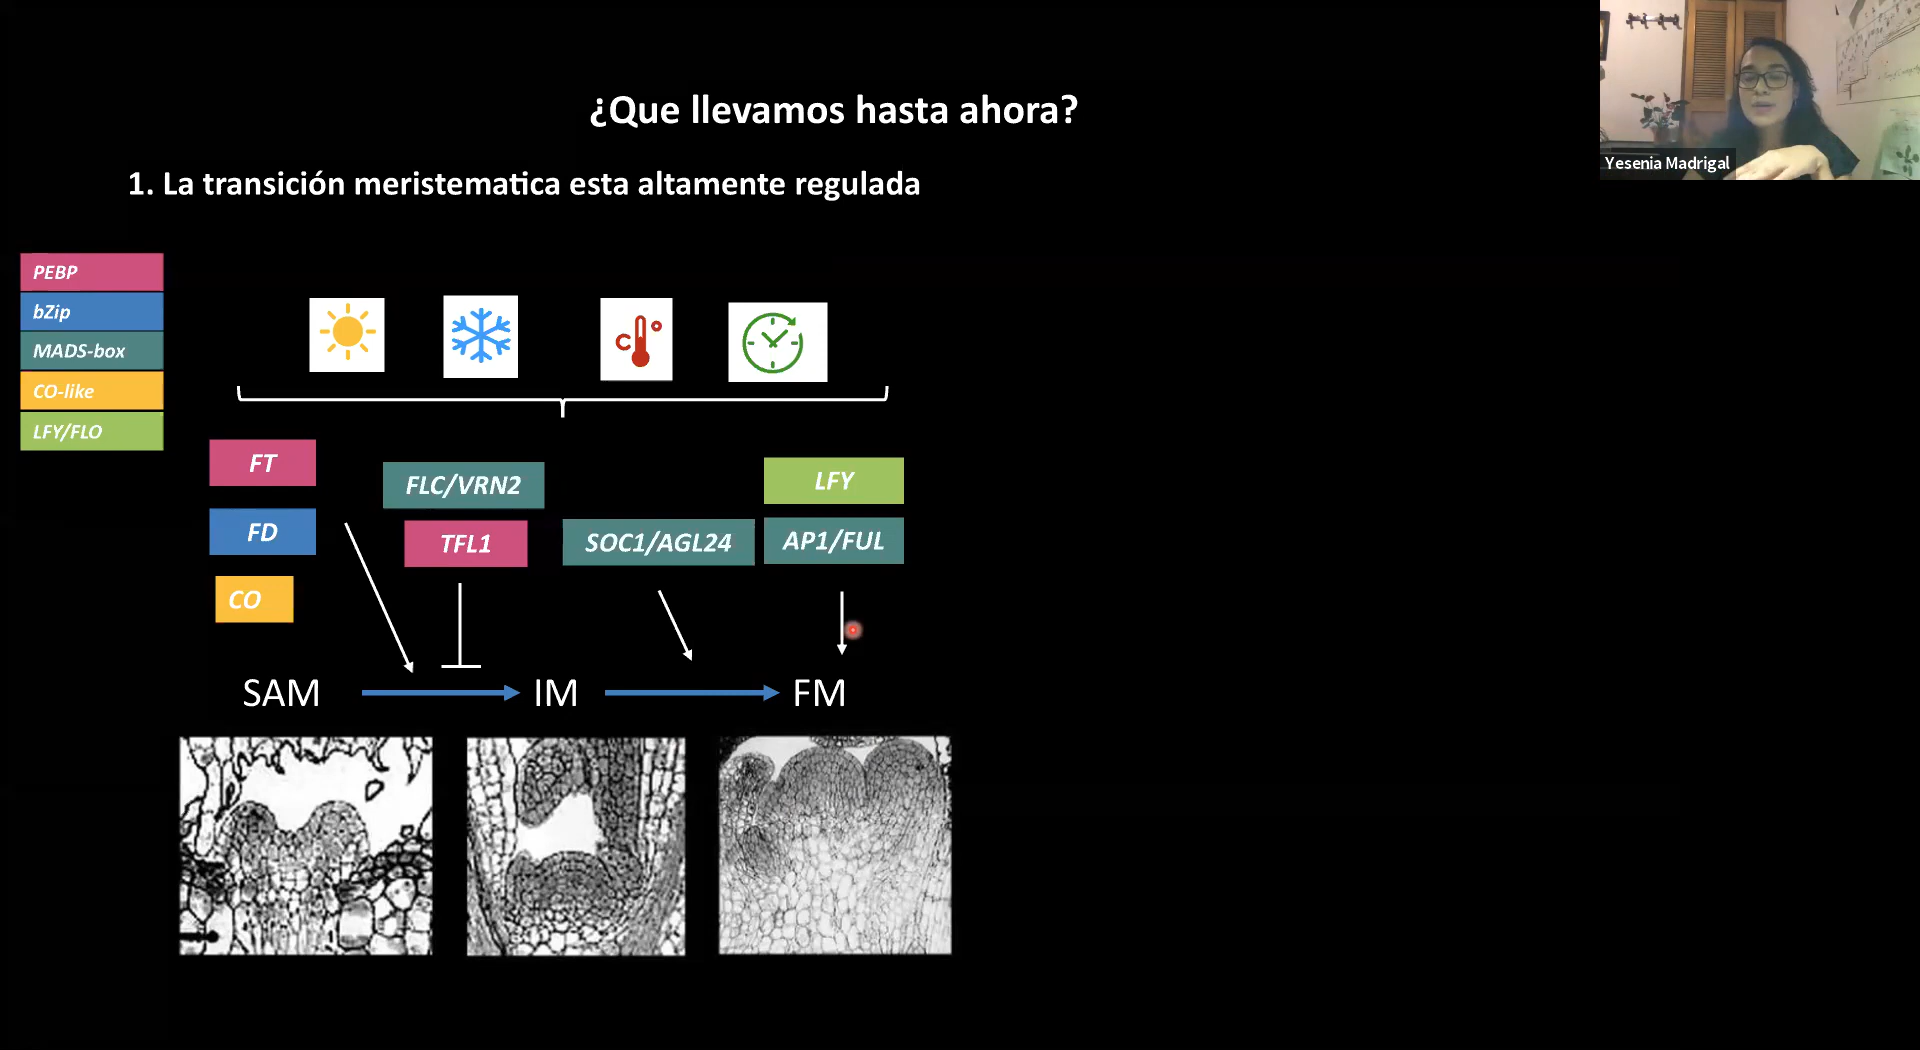 ¿Que llevamos hasta ahora?
1. La transición meristematica esta altamente regulada
Yesenia Madrigal
PEBP
bZip
MADS-box
CO-like
LFY/FLO
C°
FT
FD
CO
FLC/VRN2
TFL1
SOC1/AGL24
LFY
AP1/FUL
SAM
IM
FM